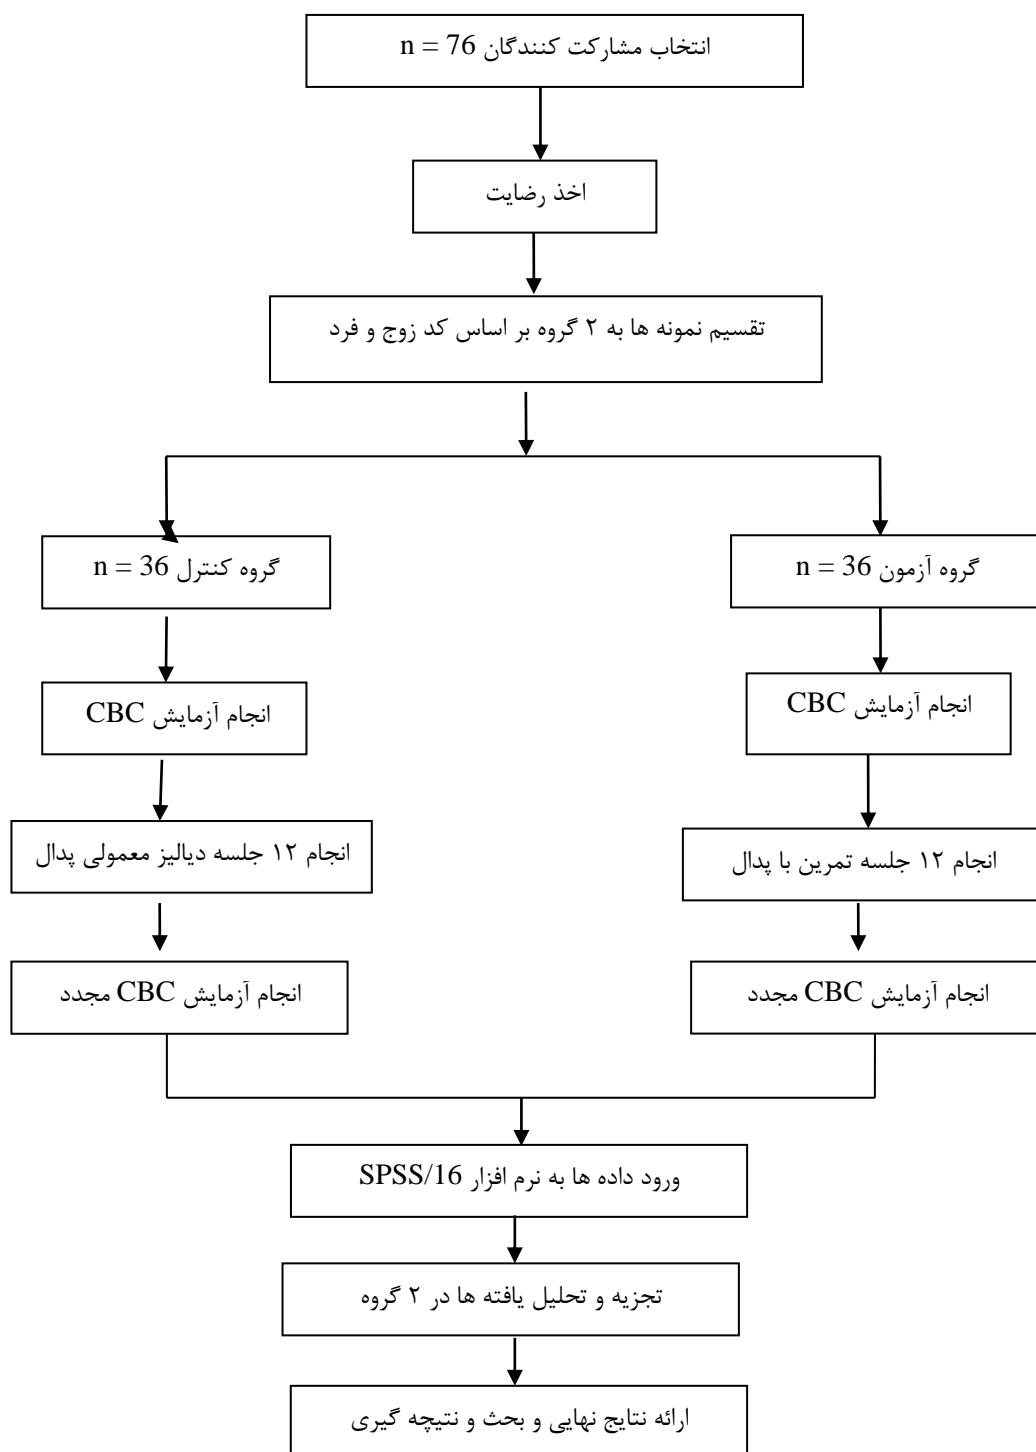 انتخاب مشارکت کنندگان n = 76
اخذ رضایت
تقسیم نمونه ها به ۲ گروه بر اساس کد زوج و فرد
گروه آزمون n = 36
گروه کنترل n = 36
انجام آزمایش CBC
انجام آزمایش CBC
انجام ۱۲ جلسه تمرین با پدال
انجام ۱۲ جلسه دیالیز معمولی پدال
انجام آزمایش CBC مجدد
انجام آزمایش CBC مجدد
ورود داده ها به نرم افزار SPSS/16
تجزیه و تحلیل یافته ها در ۲ گروه
ارائه نتایج نهایی و بحث و نتیچه گیری